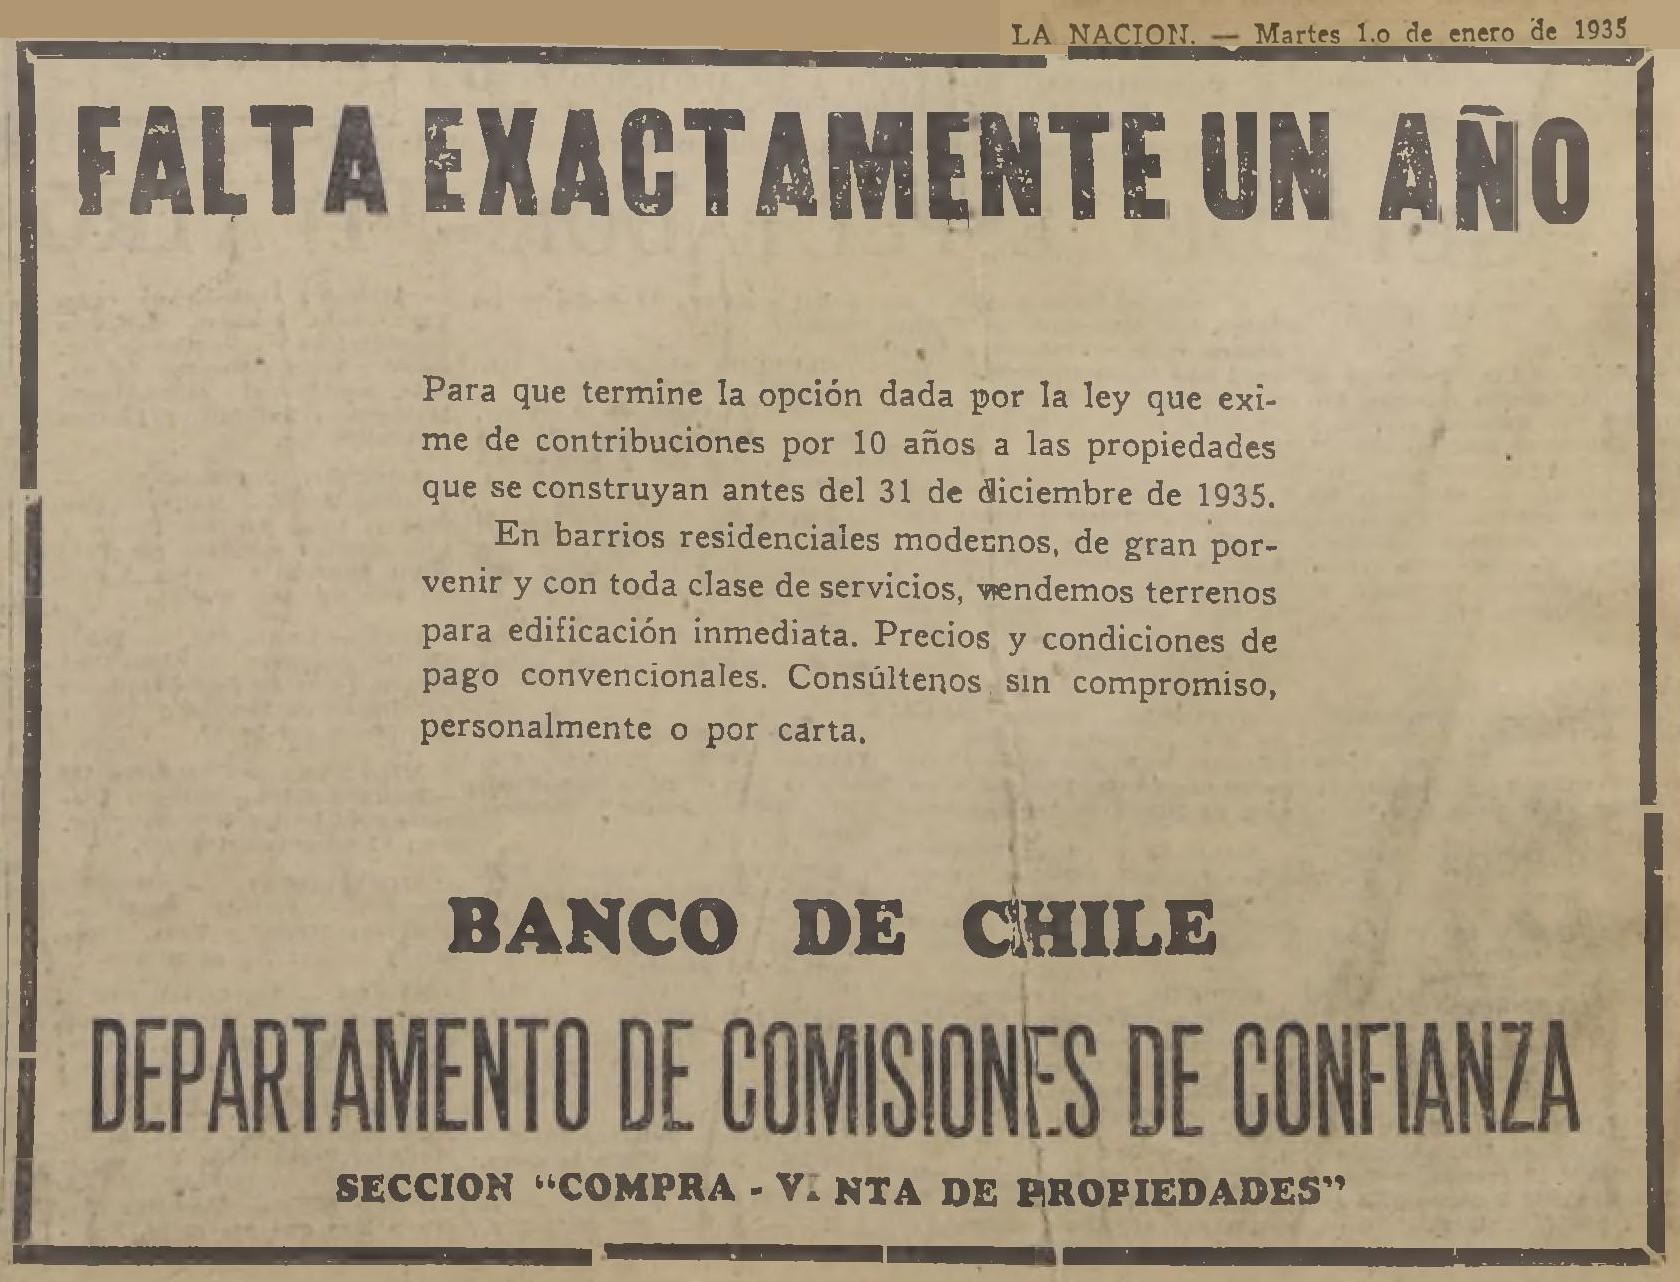 LA NACION. — Martes 1.o de enero de 1935
FALTA EXACTAMENTE UN AÑO
Para que termine la opción dada por la ley que exi-
me de contribuciones por 10 años a las propiedades
que se construyan antes del 31 de diciembre de 1935.
En barrios residenciales modernos, de gran por-
venir y con toda clase de servicios, vendemos terrenos
para edificación inmediata. Precios y condiciones de
pago convencionales. Consúltenos sin compromiso,
personalmente o por carta.
BANCO DE CHILE
DEPARTAMENTO DE COMISIONES DE CONFIANZA
SECCION “COMPRA - VENTA DE PROPIEDADES”